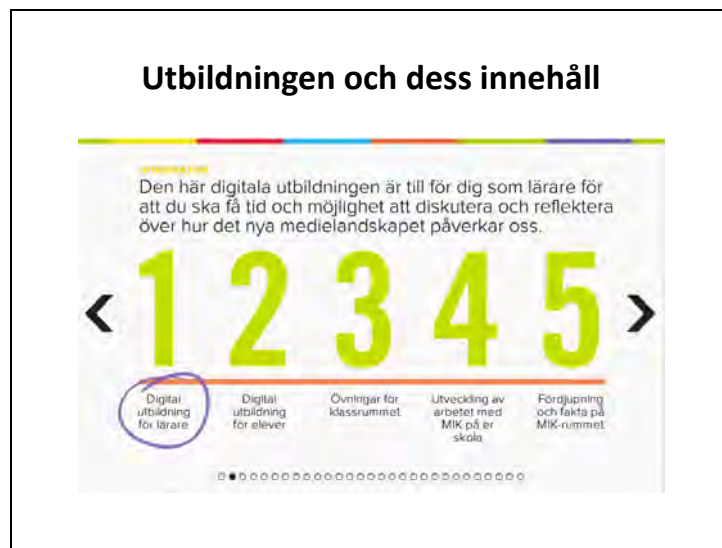 Utbildningen och dess innehåll
Den här digitala utbildningen är till för dig som lärare för
att du ska få tid och möjlighet att diskutera och reflektera
över hur det nya medielandskapet påverkar oss.
1 2 3 4 5
Digital utbildning för lärare
Digital utbildning för elever
Övningar för klassrummet
Utveckling av arbetet med MIK på er skola
Fördjupning och fakta på MIK-rummet